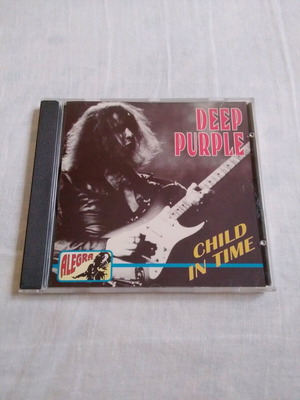 DEEP
PURPLE
CHILD
IN TIME
ALEGRA